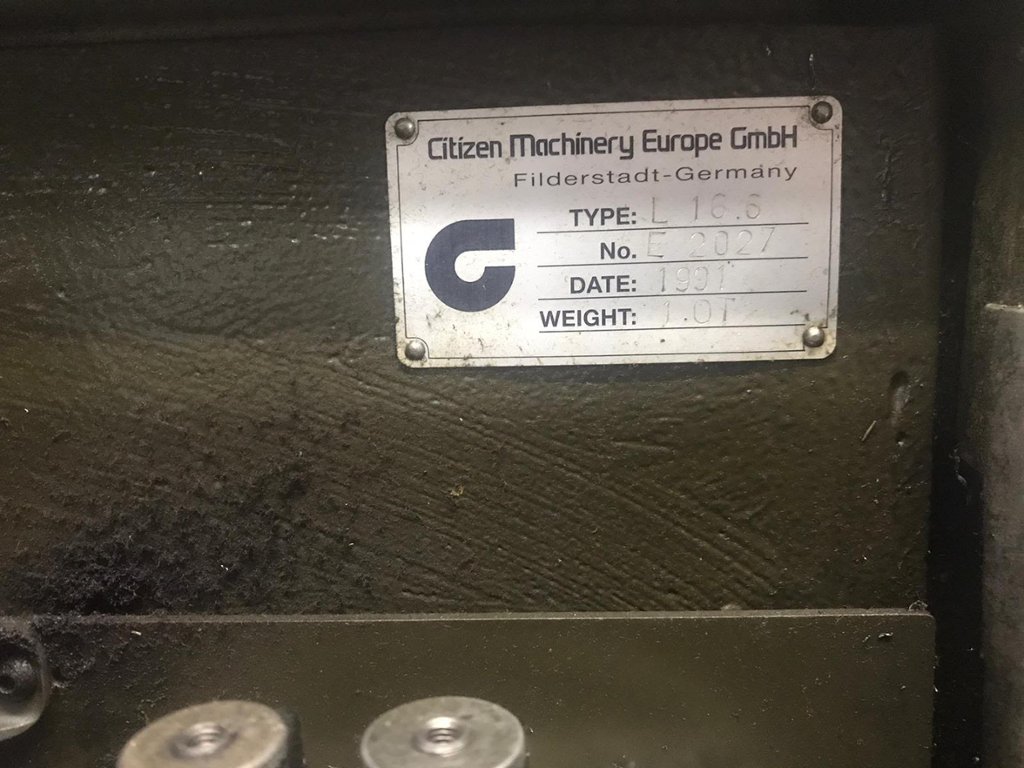 Citizen Machinery Europe GmbH
Filderstadt-Germany
TYPE: L 16.6
No. E 2027
DATE: 1991
WEIGHT: 1.0T